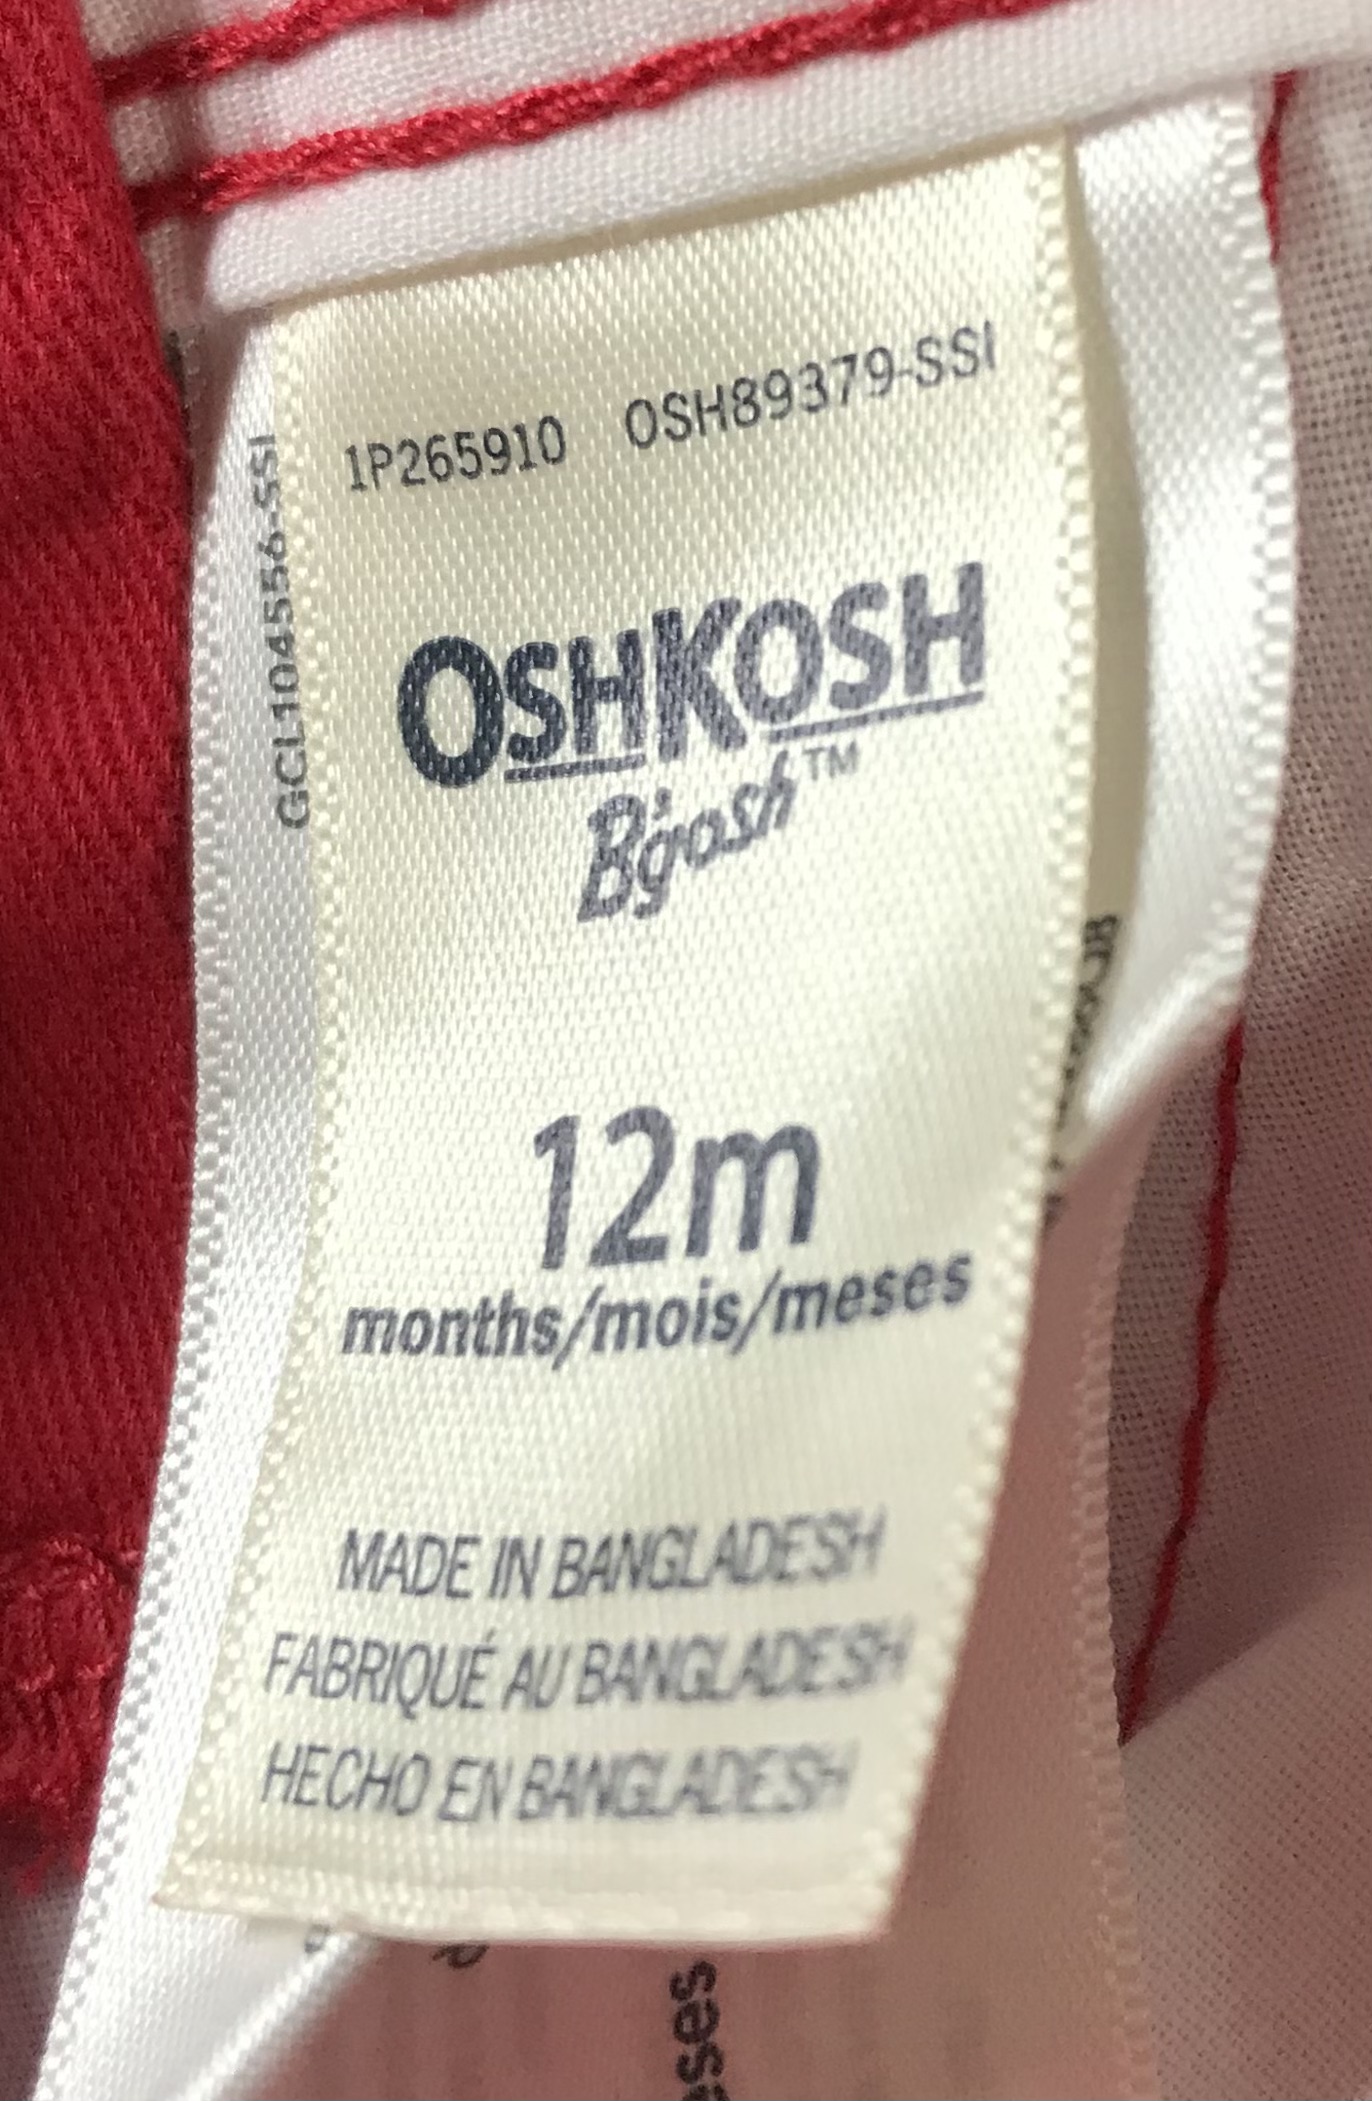 1P265910 OSH89379-SSI
OSHKOSH
B'gosh™
12m
months/mois/meses
MADE IN BANGLADESH
FABRIQUÉ AU BANGLADESH
HECHO EN BANGLADESH
GCL104556-SSI